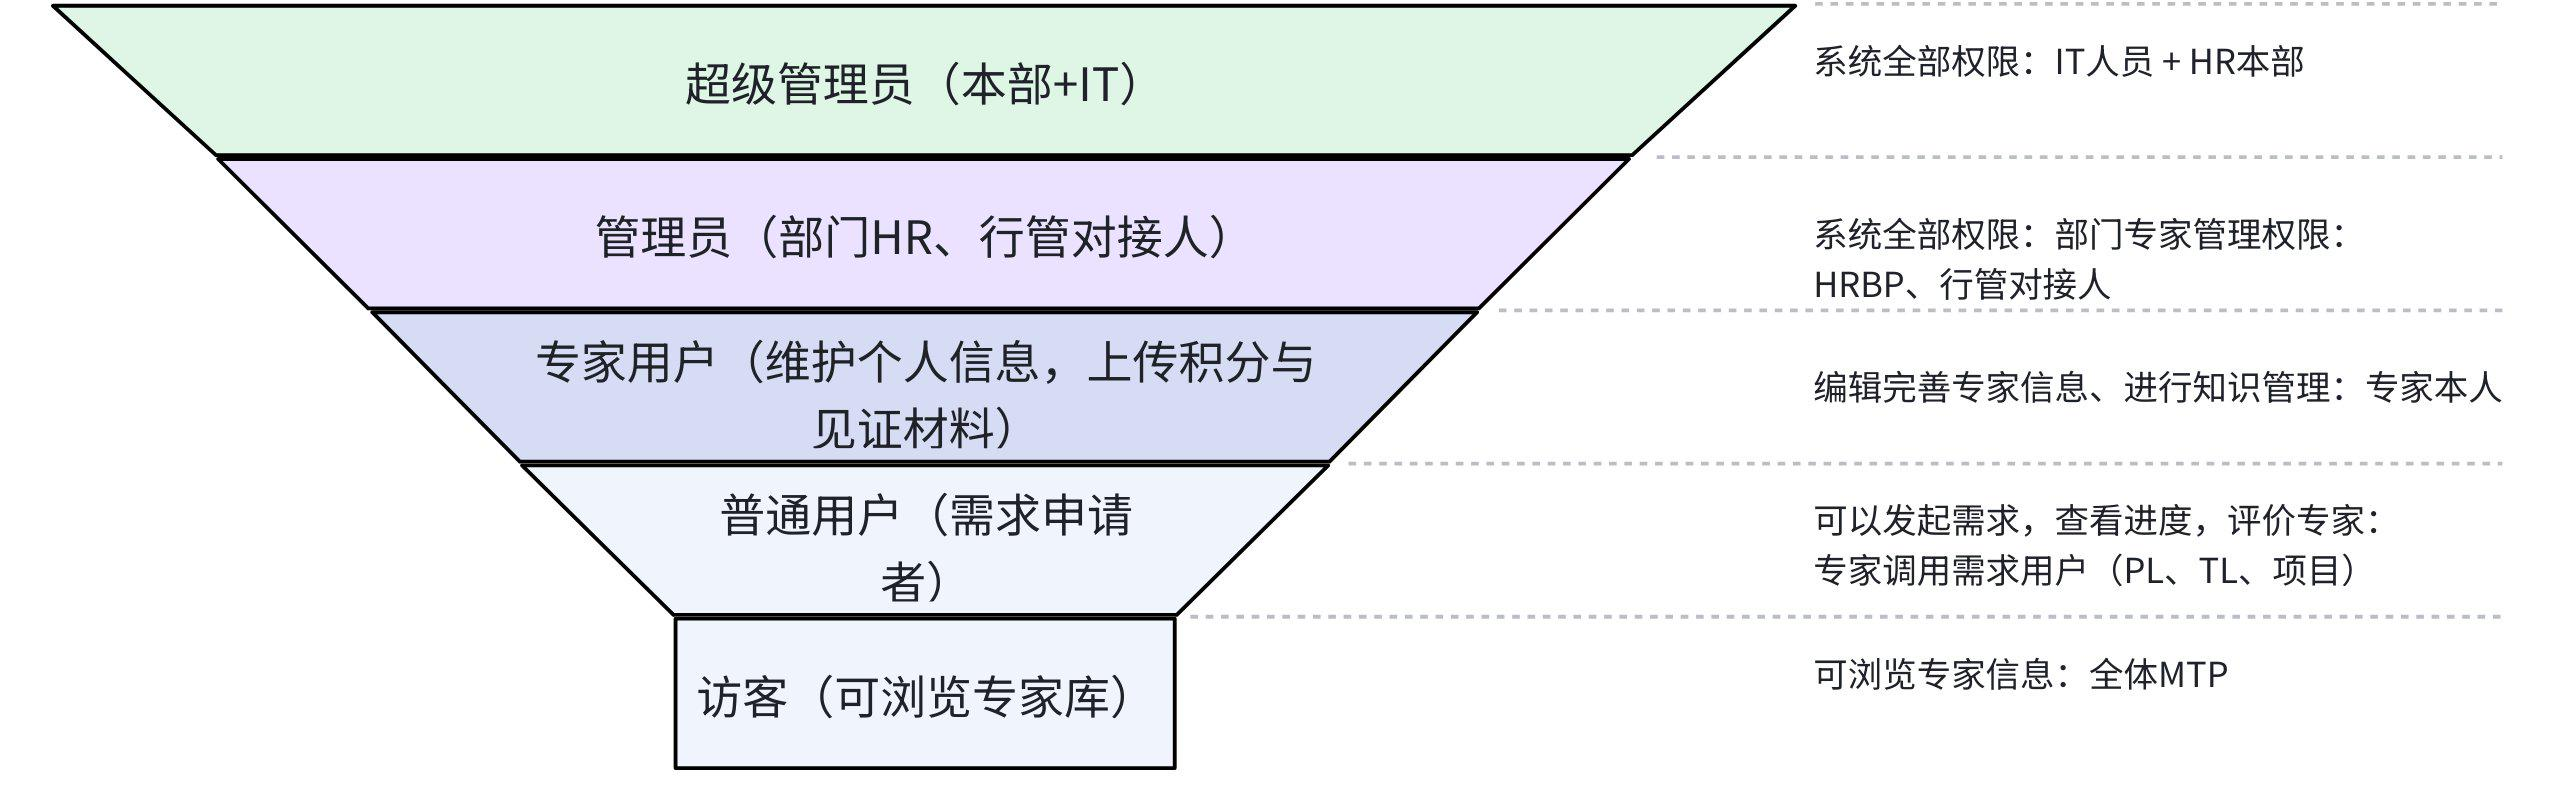 超级管理员（本部+IT）
系统全部权限：IT人员 + HR本部
管理员（部门HR、行管对接人）
系统全部权限：部门专家管理权限：
HRBP、行管对接人
专家用户（维护个人信息，上传积分与
见证材料）
编辑完善专家信息、进行知识管理：专家本人
普通用户（需求申请
者）
可以发起需求，查看进度，评价专家：
专家调用需求用户（PL、TL、项目）
访客（可浏览专家库）
可浏览专家信息：全体MTP